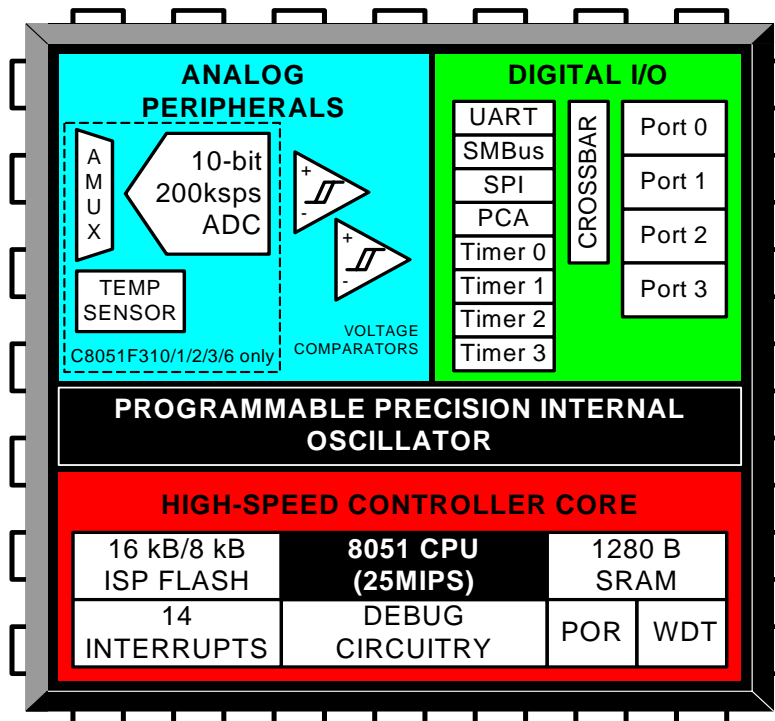 ANALOG
PERIPHERALS
A
M
U
X
10-bit
200ksps
ADC
+
-
+
-
TEMP
SENSOR
VOLTAGE
COMPARATORS
C8051F310/1/2/3/6 only
DIGITAL I/O
UART
SMBus
SPI
PCA
Timer 0
Timer 1
Timer 2
Timer 3
CROSSBAR
Port 0
Port 1
Port 2
Port 3
PROGRAMMABLE PRECISION INTERNAL
OSCILLATOR
HIGH-SPEED CONTROLLER CORE
16 kB/8 kB
ISP FLASH
8051 CPU
(25MIPS)
1280 B
SRAM
14
INTERRUPTS
DEBUG
CIRCUITRY
POR
WDT